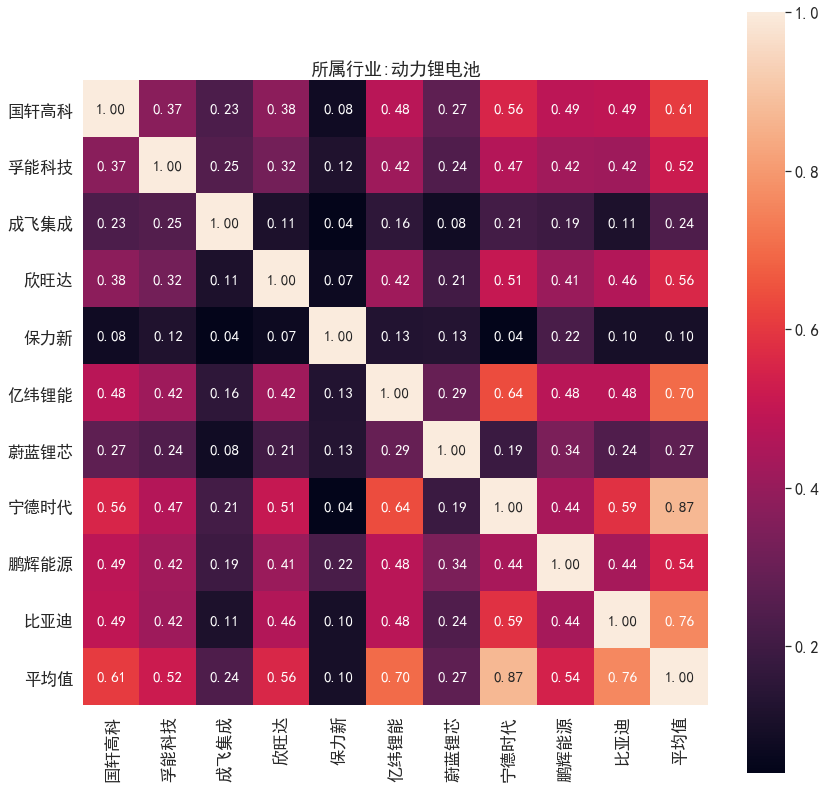 所属行业:动力锂电池
国轩高科 1.00 0.37 0.23 0.38 0.08 0.48 0.27 0.56 0.49 0.49 0.61
孚能科技 0.37 1.00 0.25 0.32 0.12 0.42 0.24 0.47 0.42 0.42 0.52
成飞集成 0.23 0.25 1.00 0.11 0.04 0.16 0.08 0.21 0.19 0.11 0.24
欣旺达 0.38 0.32 0.11 1.00 0.07 0.42 0.21 0.51 0.41 0.46 0.56
保力新 0.08 0.12 0.04 0.07 1.00 0.13 0.13 0.04 0.22 0.10 0.10
亿纬锂能 0.48 0.42 0.16 0.42 0.13 1.00 0.29 0.64 0.48 0.48 0.70
蔚蓝锂芯 0.27 0.24 0.08 0.21 0.13 0.29 1.00 0.19 0.34 0.24 0.27
宁德时代 0.56 0.47 0.21 0.51 0.04 0.64 0.19 1.00 0.44 0.59 0.87
鹏辉能源 0.49 0.42 0.19 0.41 0.22 0.48 0.34 0.44 1.00 0.44 0.54
比亚迪 0.49 0.42 0.11 0.46 0.10 0.48 0.24 0.59 0.44 1.00 0.76
平均值 0.61 0.52 0.24 0.56 0.10 0.70 0.27 0.87 0.54 0.76 1.00
国轩高科 孚能科技 成飞集成 欣旺达 保力新 亿纬锂能 蔚蓝锂芯 宁德时代 鹏辉能源 比亚迪 平均值
1.0
0.8
0.6
0.4
0.2